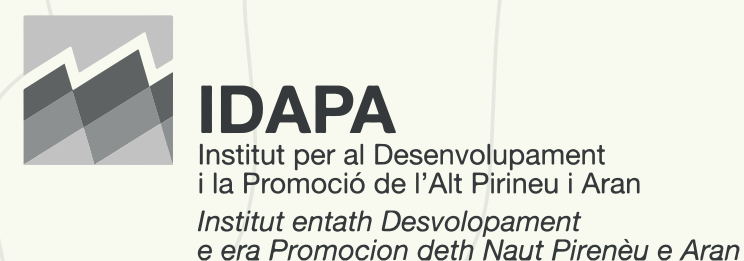 IDAPA
Institut per al Desenvolupament
i la Promoció de l'Alt Pirineu i Aran
Institut entath Desvolopament
e era Promocion deth Naut Pirenèu e Aran